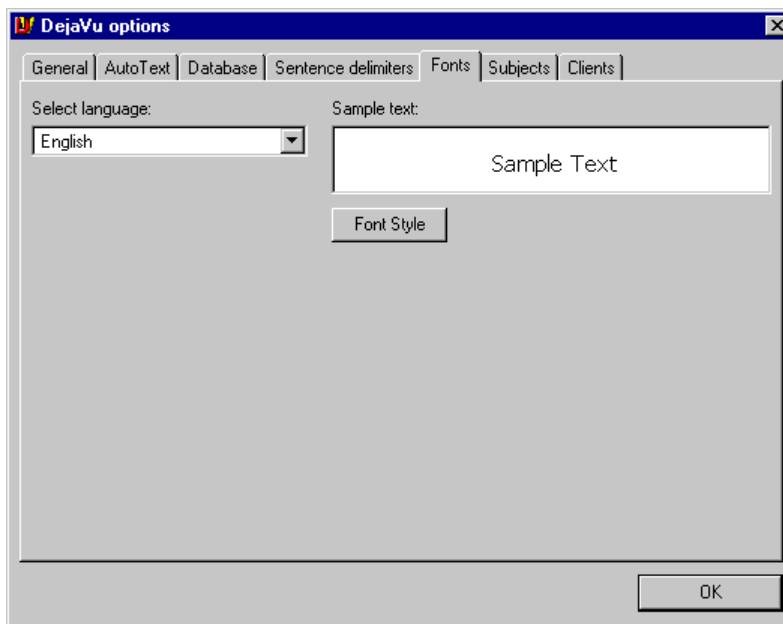 DejaVu options
General AutoText Database Sentence delimiters Fonts Subjects Clients
Select language: Sample text:
English
Sample Text
Font Style
OK